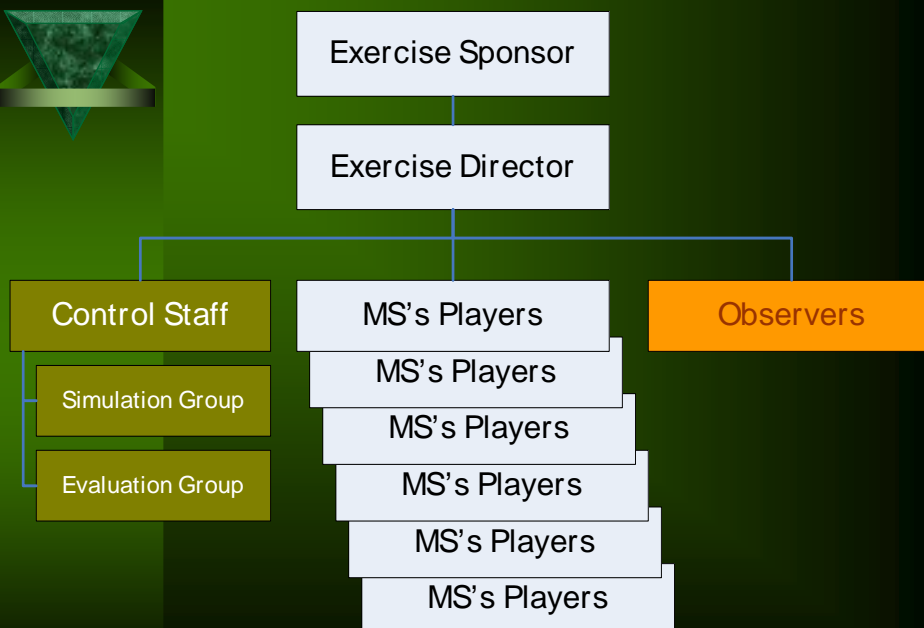 Exercise Sponsor
Exercise Director
Control Staff
Simulation Group
Evaluation Group
MS's Players
MS's Players
MS's Players
MS's Players
MS's Players
MS's Players
Observers